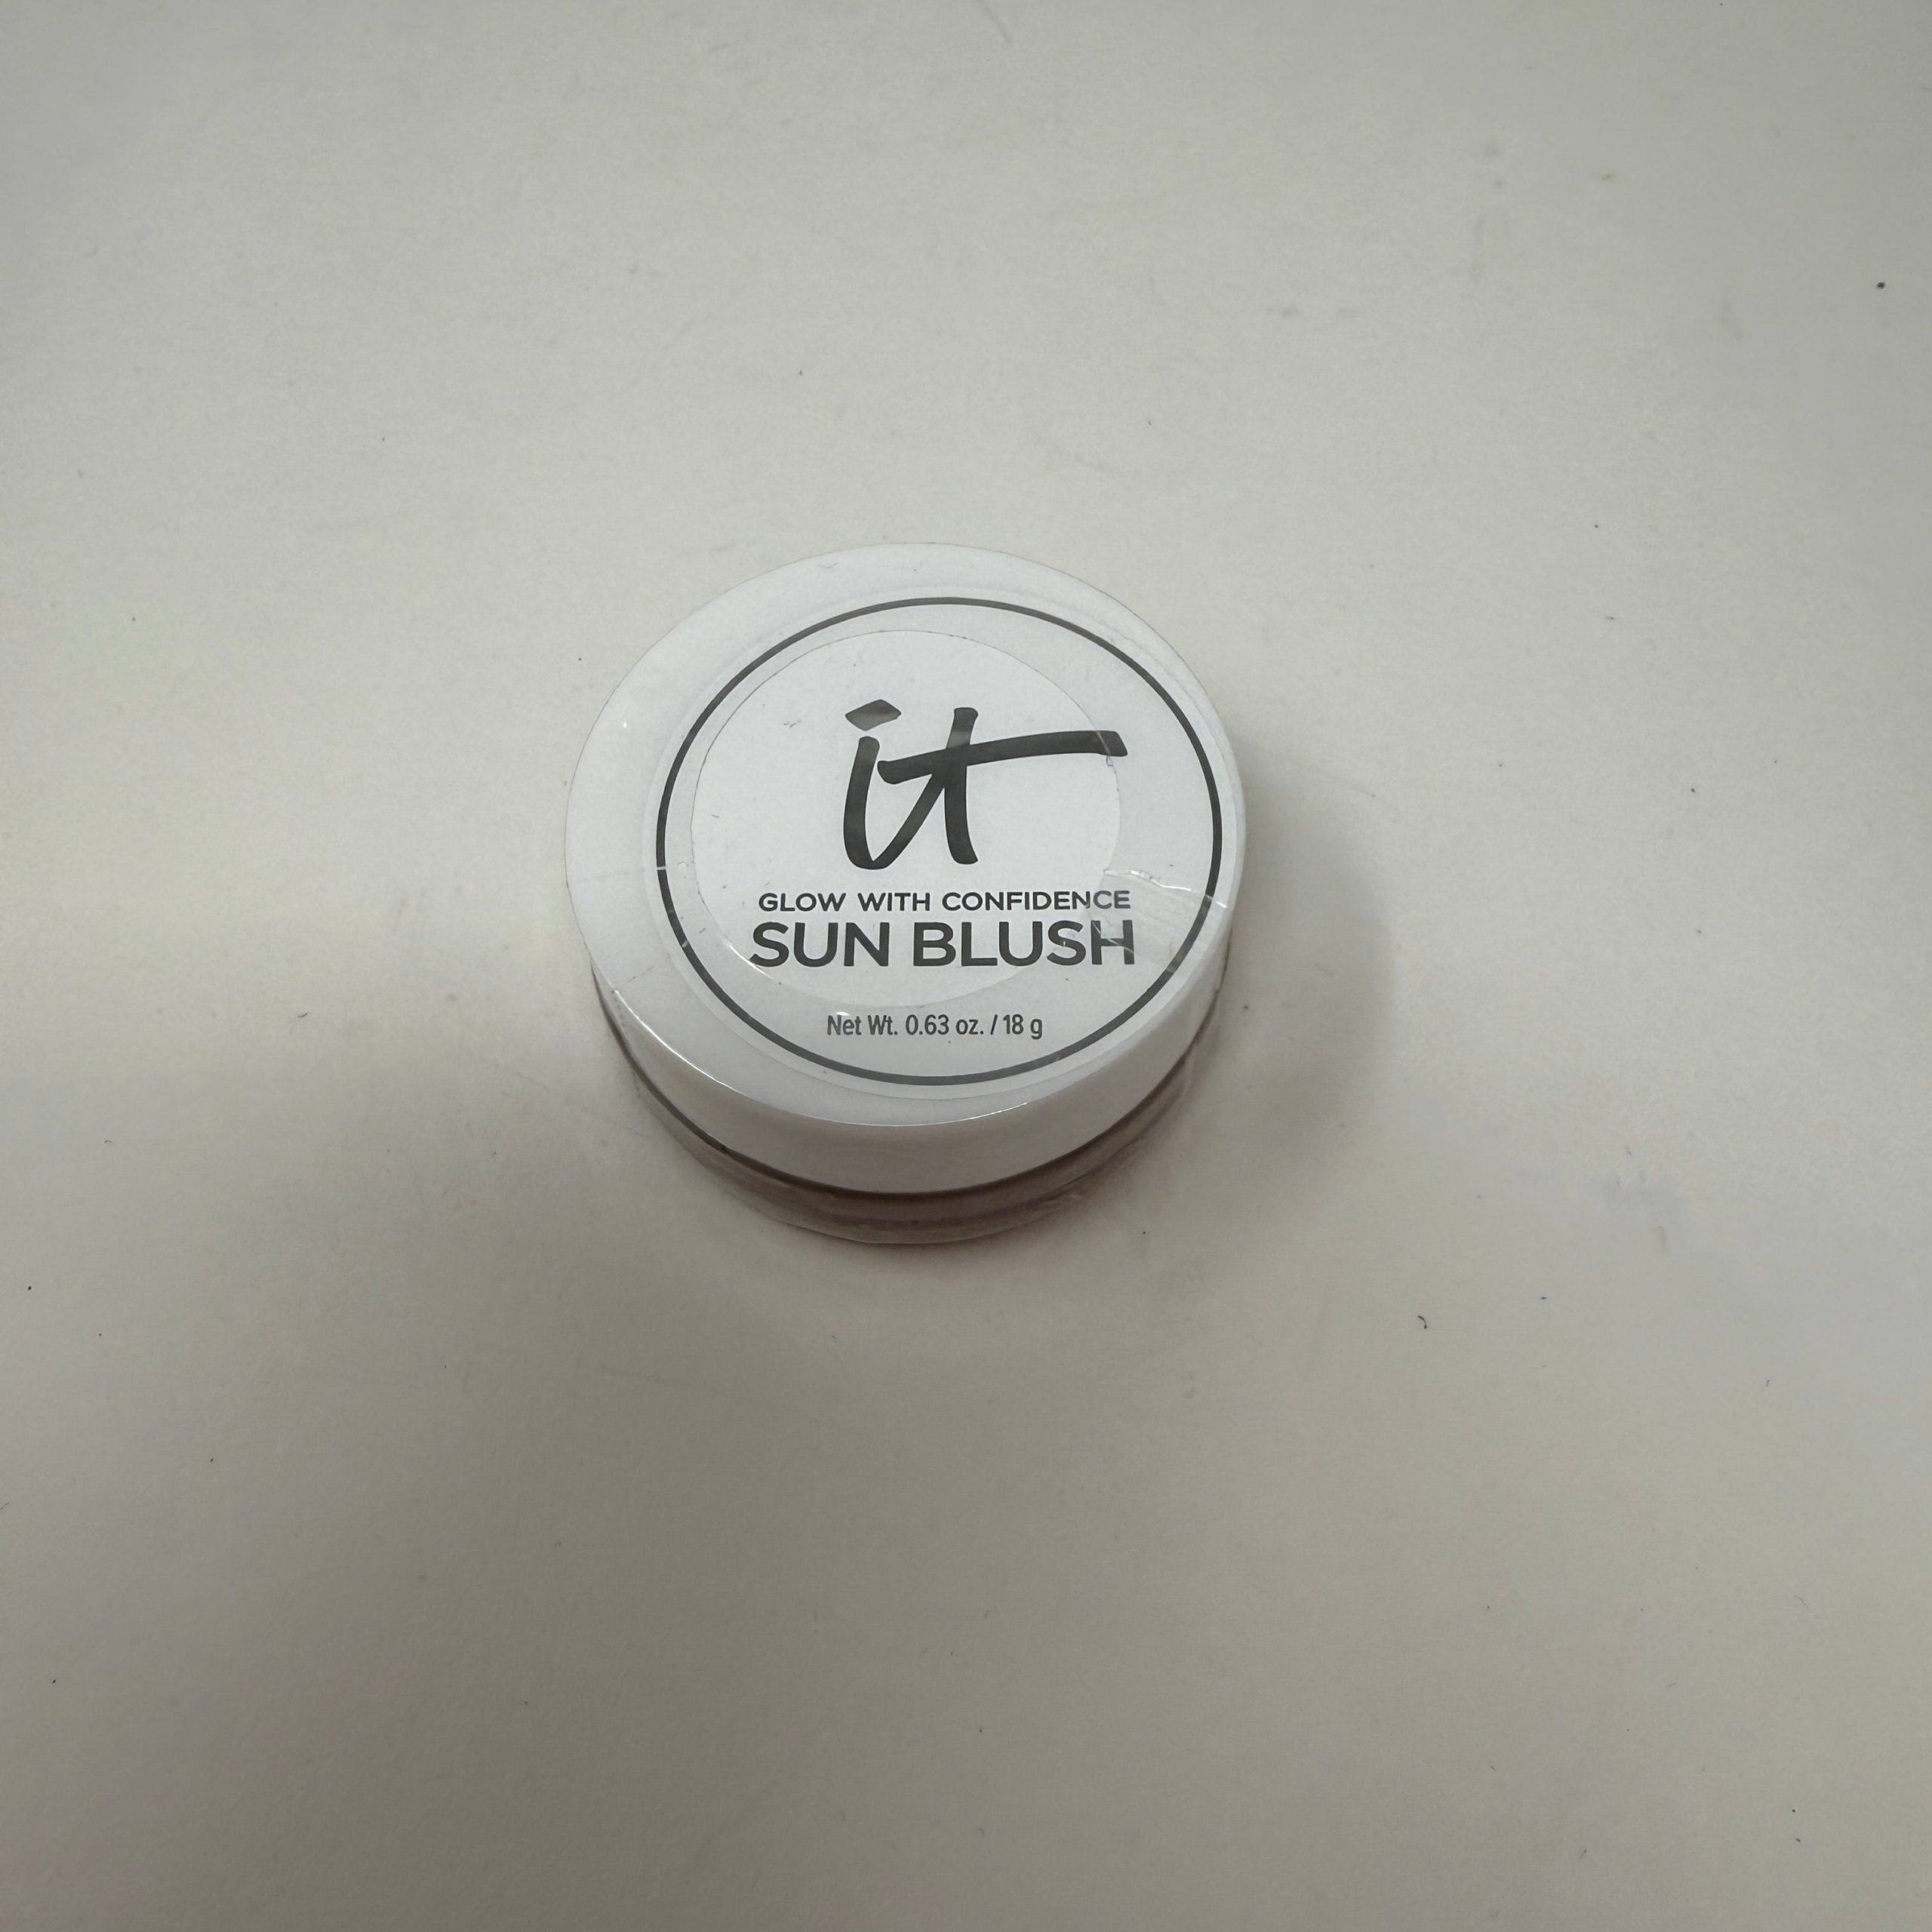 it
GLOW WITH CONFIDENCE
SUN BLUSH
Net Wt. 0.63 oz. / 18 g